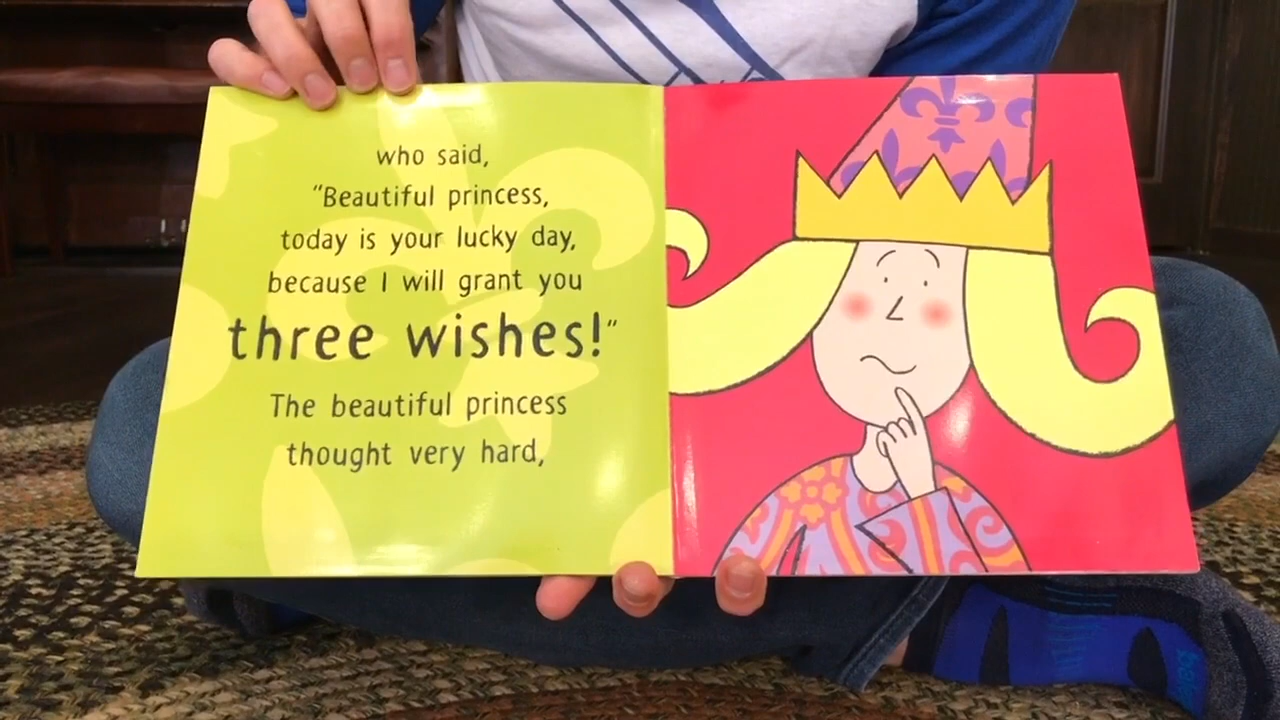 who said,
"Beautiful princess,
today is your lucky day,
because I will grant you
three wishes!"
The beautiful princess
thought very hard,